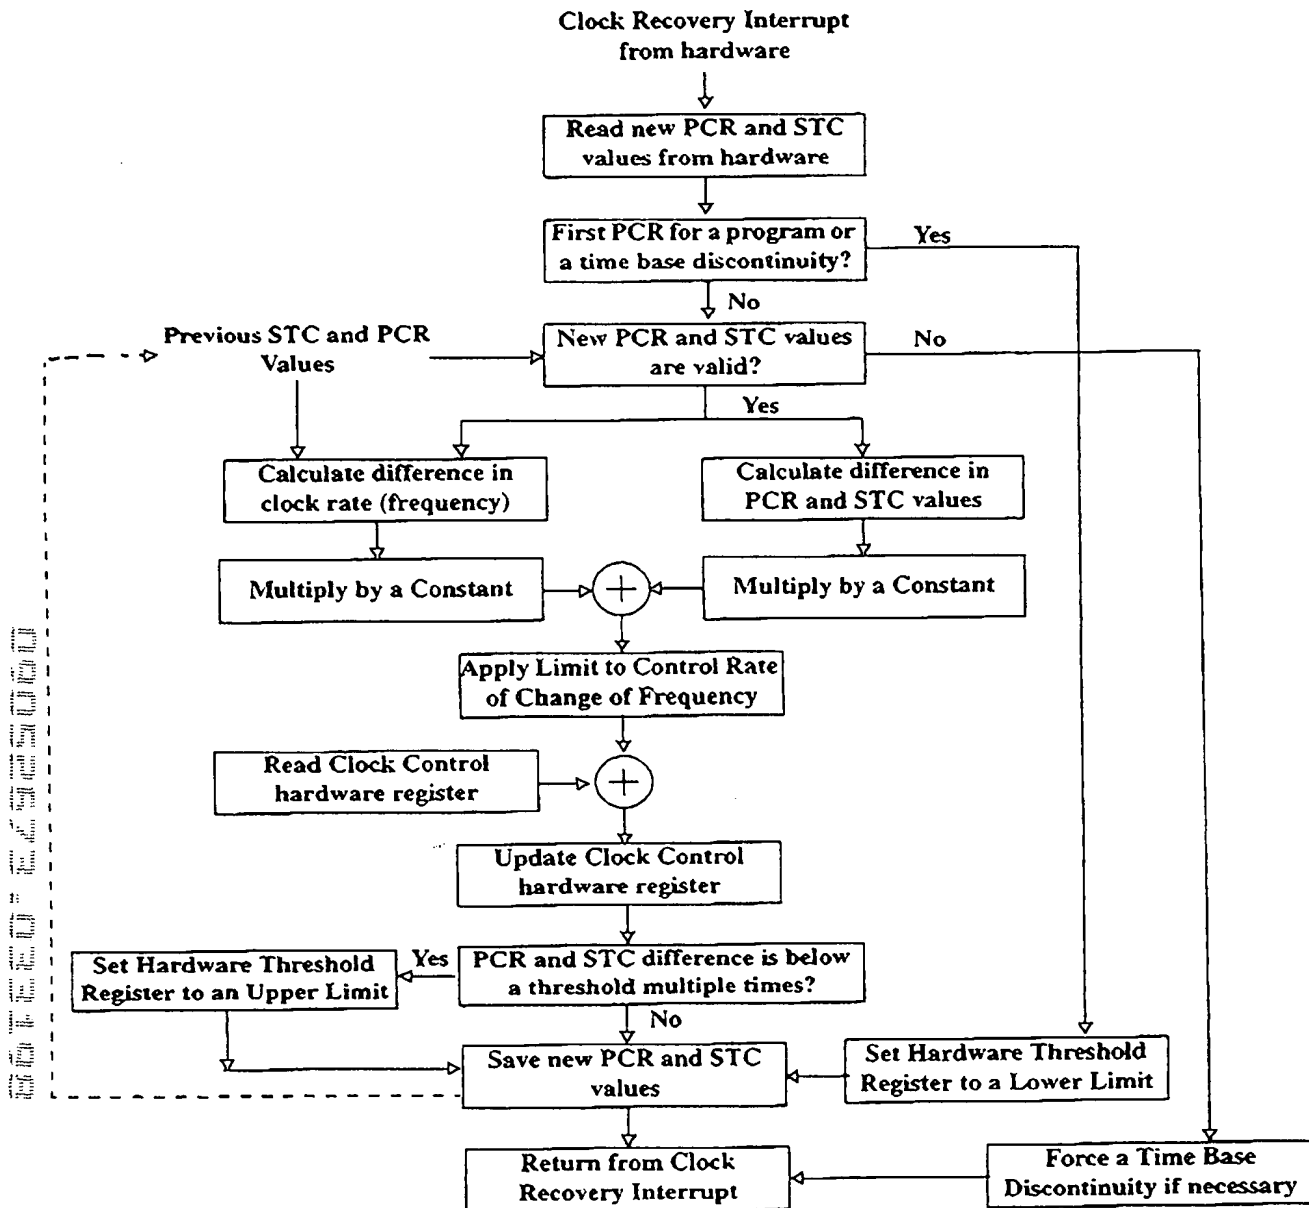 Clock Recovery Interrupt
from hardware
Read new PCR and STC
values from hardware
First PCR for a program or
a time base discontinuity?
Yes
No
Previous STC and PCR
Values
New PCR and STC values
are valid?
No
Yes
Calculate difference in
clock rate (frequency)
Calculate difference in
PCR and STC values
Multiply by a Constant
+
Multiply by a Constant
Apply Limit to Control Rate
of Change of Frequency
Read Clock Control
hardware register
+
Update Clock Control
hardware register
Set Hardware Threshold
Register to an Upper Limit
Yes
PCR and STC difference is below
a threshold multiple times?
No
Save new PCR and STC
values
Set Hardware Threshold
Register to a Lower Limit
Return from Clock
Recovery Interrupt
Force a Time Base
Discontinuity if necessary